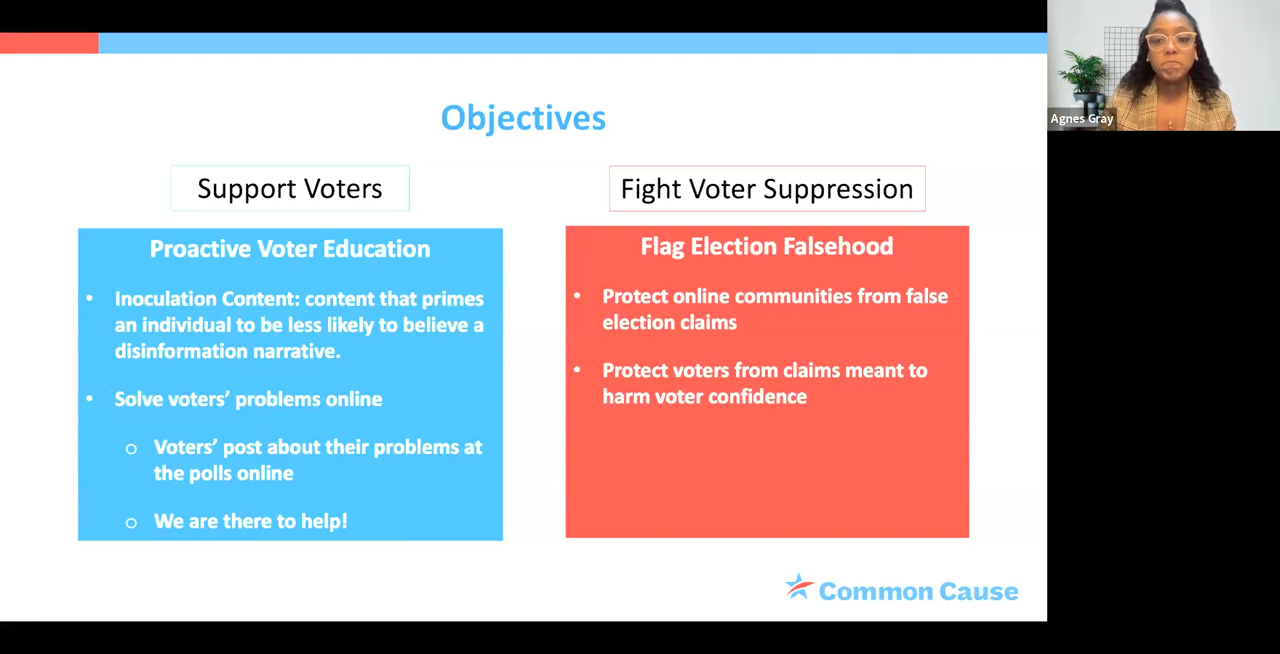 Objectives
Support Voters
Proactive Voter Education
• Inoculation Content: content that primes
an individual to be less likely to believe a
disinformation narrative.
• Solve voters’ problems online
o Voters’ post about their problems at
the polls online
o We are there to help!
Fight Voter Suppression
Flag Election Falsehood
• Protect online communities from false
election claims
• Protect voters from claims meant to
harm voter confidence
Common Cause
Agnes Gray